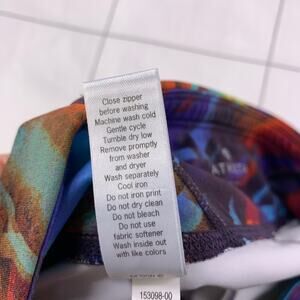 Close zipper
before washing
Machine wash cold
Gentle cycle
Tumble dry low
Remove promptly
from washer
and dryer
Wash separately
Cool iron
Do not iron print
Do not dry clean
Do not bleach
Do not use
fabric softener
Wash inside out
with like colors
153098-00